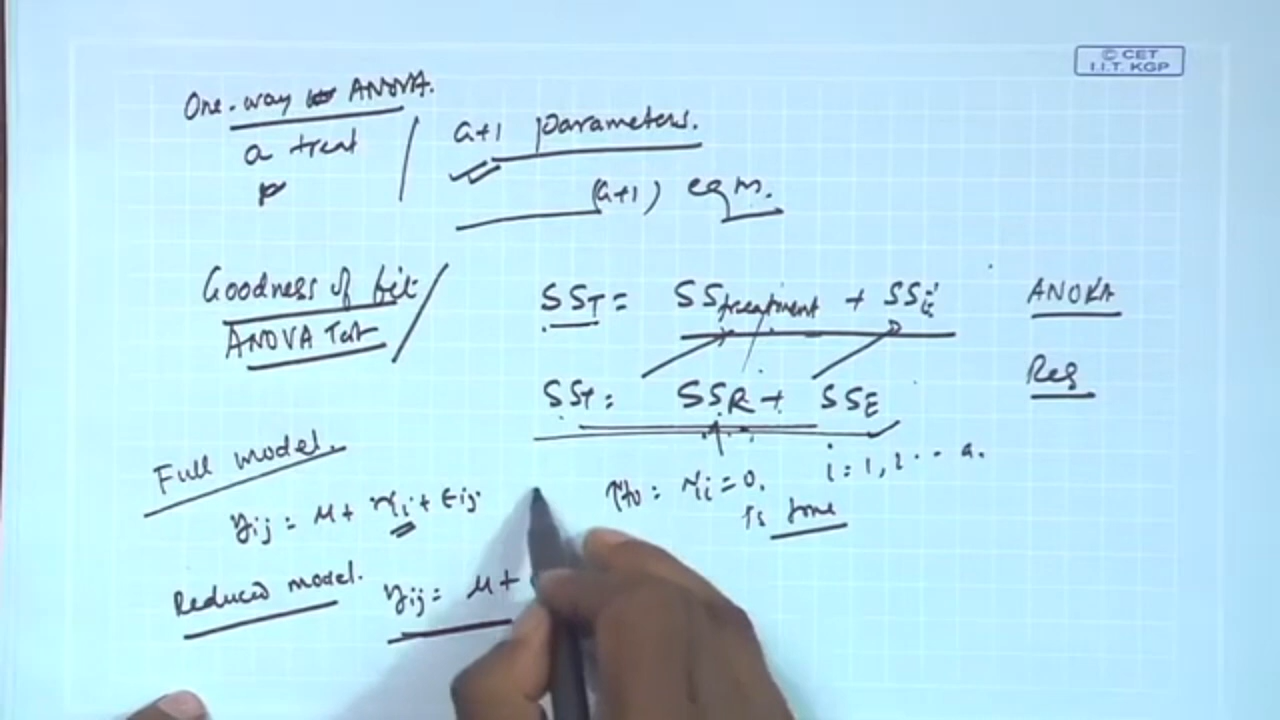 © CET
I.I.T. KGP
One-way ANOVA.
a treat
a+1 parameters.
(a+1) eqn.
Goodness of fit
ANOVA Test
SST = SStreatment + SSE
ANOVA
SST = SSR + SSE
Reg
Full model.
yij = μ + τi + εij
H0 : τi = 0. i = 1, 2 ... a.
Is true
Reduced model. yij = μ +